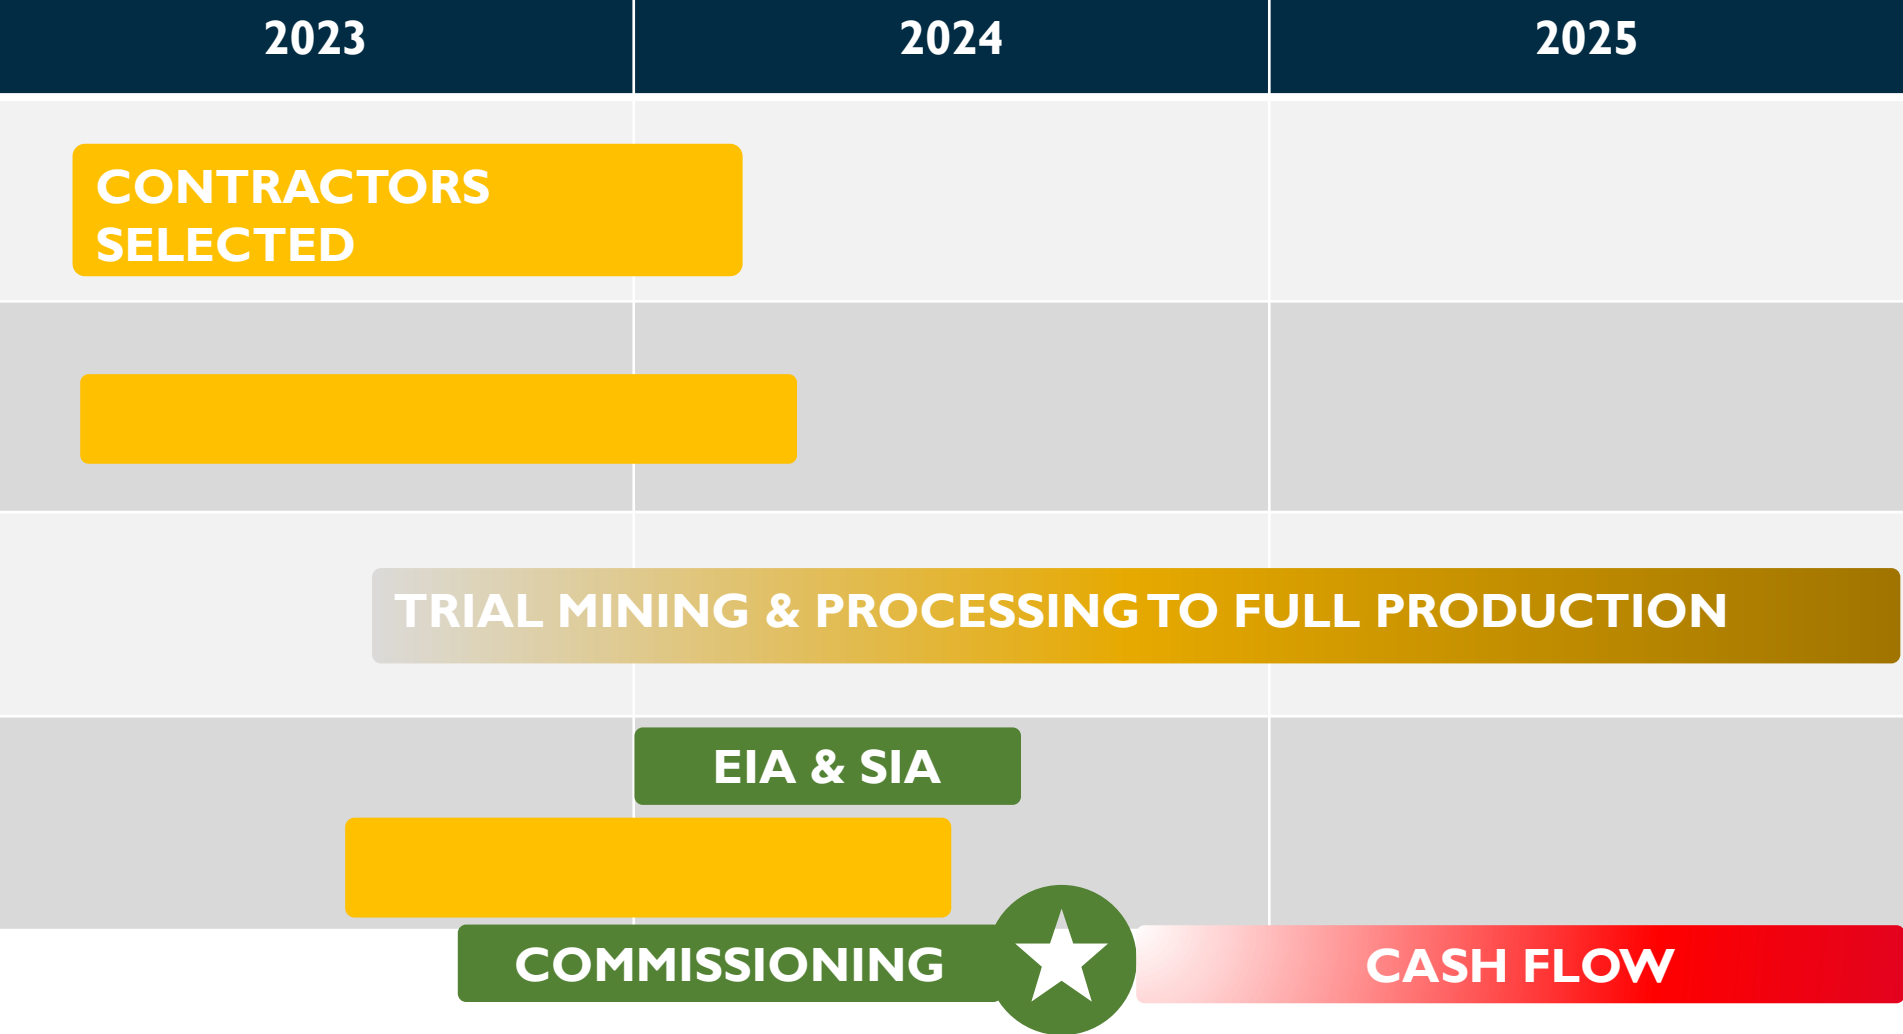 2023 2024 2025
CONTRACTORS
SELECTED
TRIAL MINING & PROCESSING TO FULL PRODUCTION
EIA & SIA
COMMISSIONING
CASH FLOW